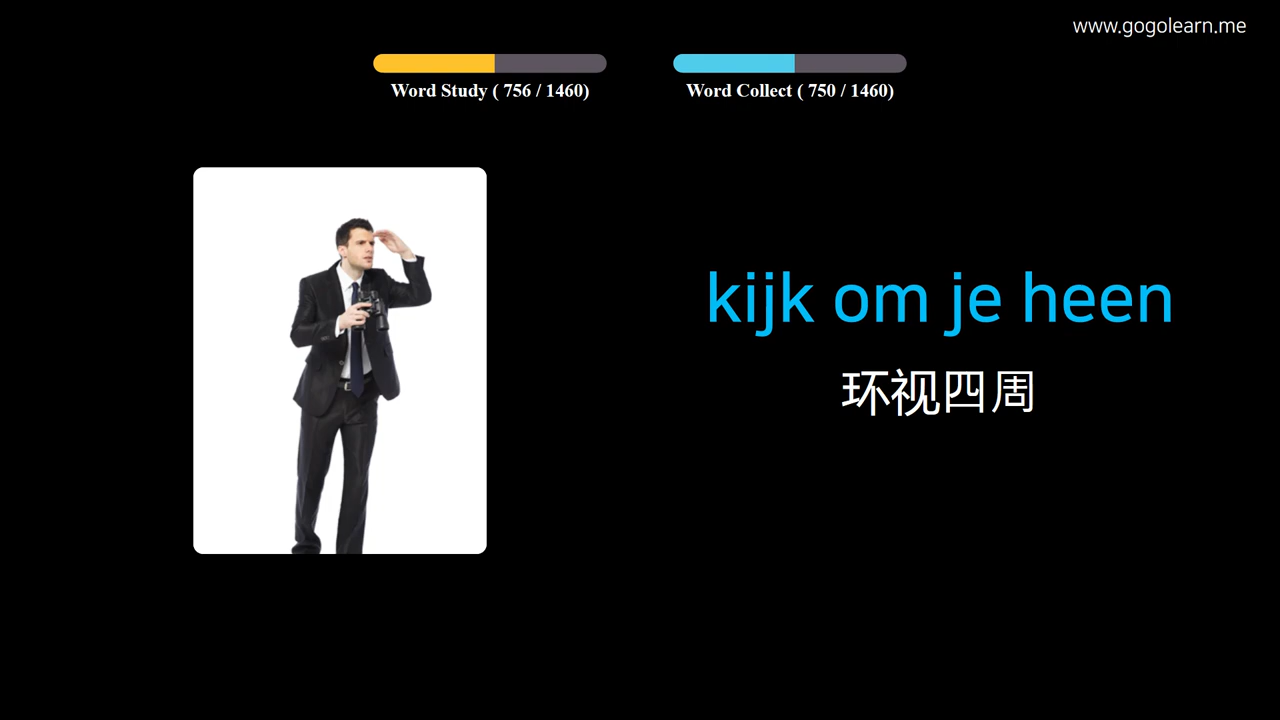 www.gogolearn.me
Word Study ( 756 / 1460)
Word Collect ( 750 / 1460)
kijk om je heen
环视四周